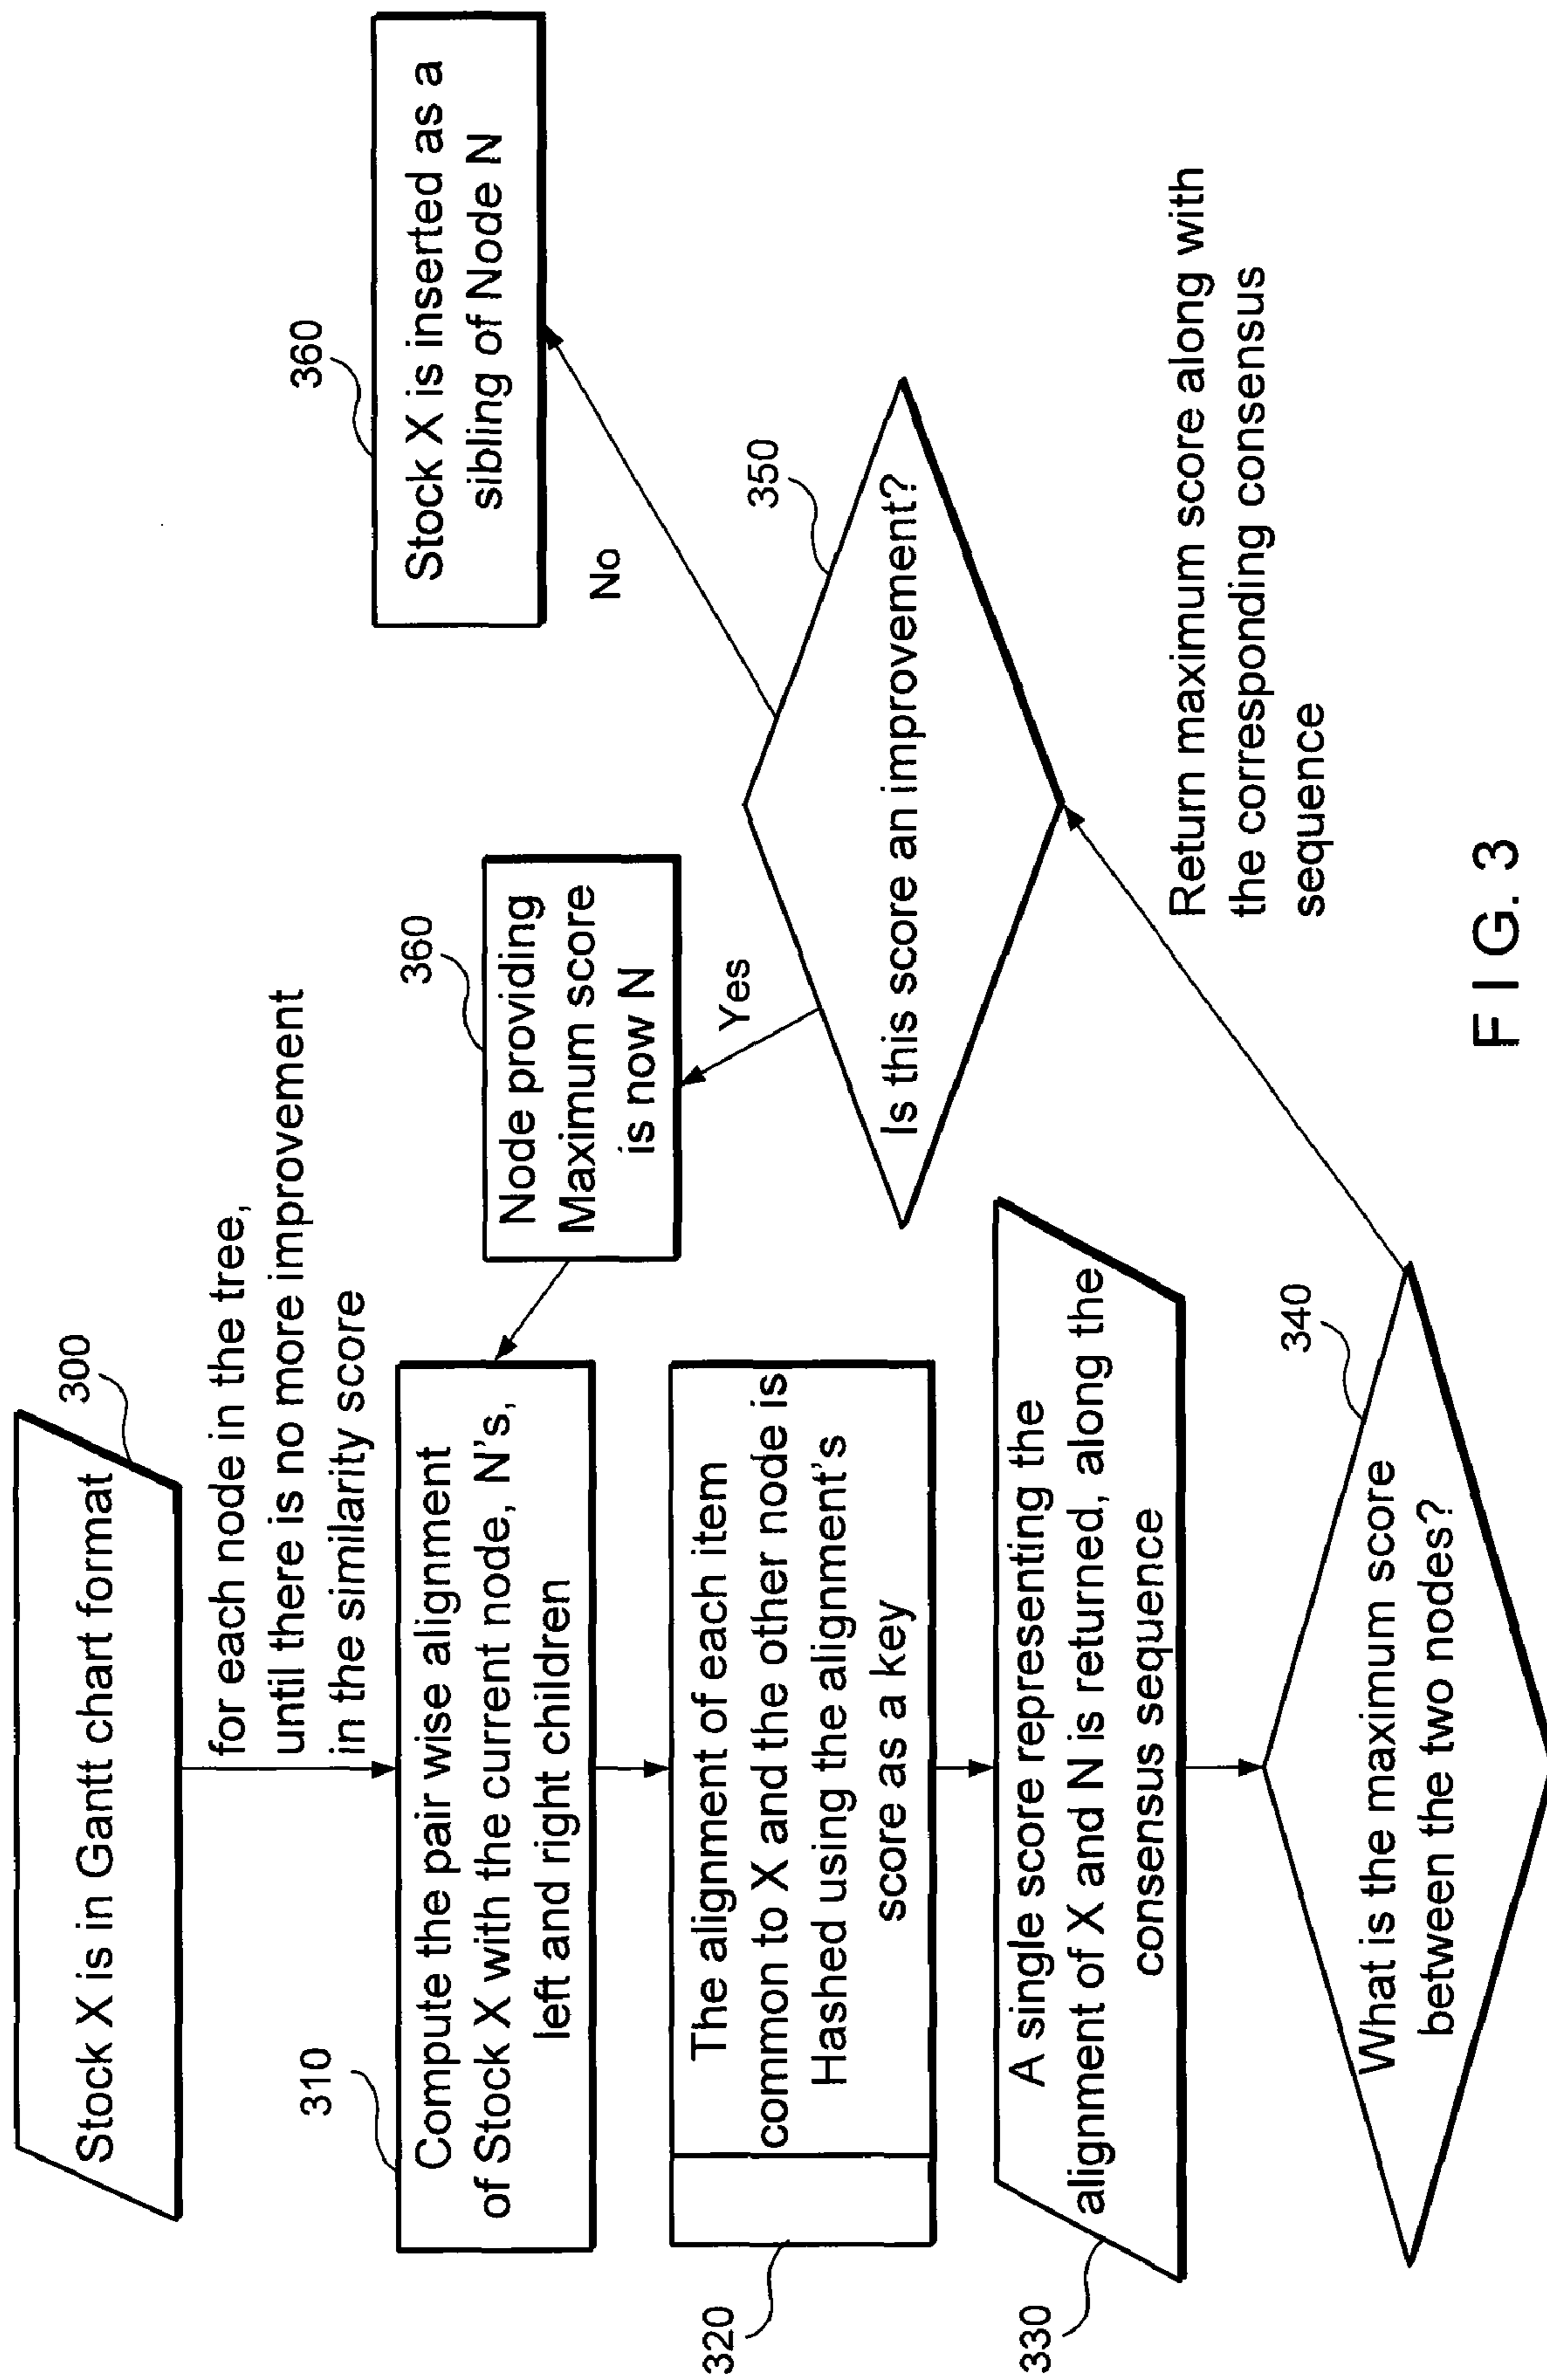 300
Stock X is in Gantt chart format
for each node in the tree,
until there is no more improvement
in the similarity score
310
Compute the pair wise alignment
of Stock X with the current node, N's,
left and right children
320
The alignment of each item
common to X and the other node is
Hashed using the alignment's
score as a key
330
A single score representing the
alignment of X and N is returned, along the
consensus sequence
340
What is the maximum score
between the two nodes?
Return maximum score along with
the corresponding consensus
sequence
350
Is this score an improvement?
Yes
360
Node providing
Maximum score
is now N
No
360
Stock X is inserted as a
sibling of Node N
FIG. 3